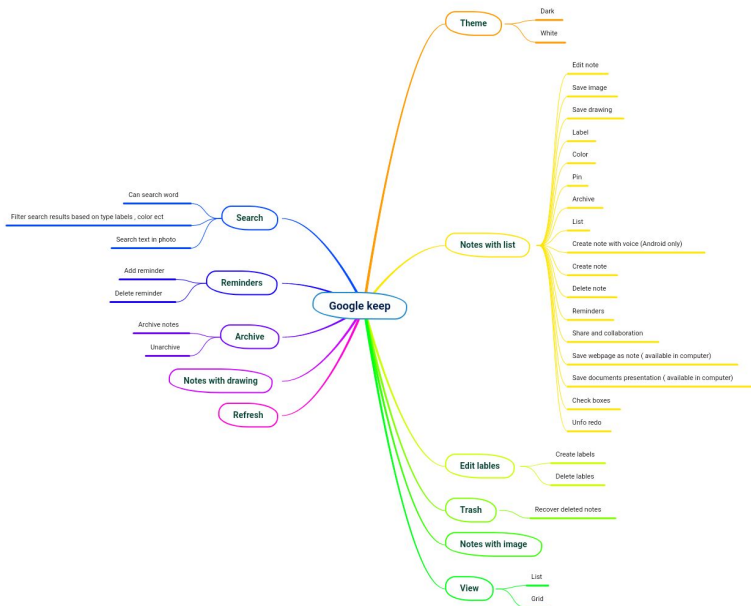 Google keep
Theme
Dark
White
Notes with list
Edit note
Save image
Save drawing
Label
Color
Pin
Archive
List
Create note with voice (Android only)
Create note
Delete note
Reminders
Share and collaboration
Save webpage as note ( available in computer)
Save documents presentation ( available in computer)
Check boxes
Unfo redo
Edit lables
Create labels
Delete lables
Trash
Recover deleted notes
Notes with image
View
List
Grid
Search
Can search word
Filter search results based on type labels , color ect
Search text in photo
Reminders
Add reminder
Delete reminder
Archive
Archive notes
Unarchive
Notes with drawing
Refresh